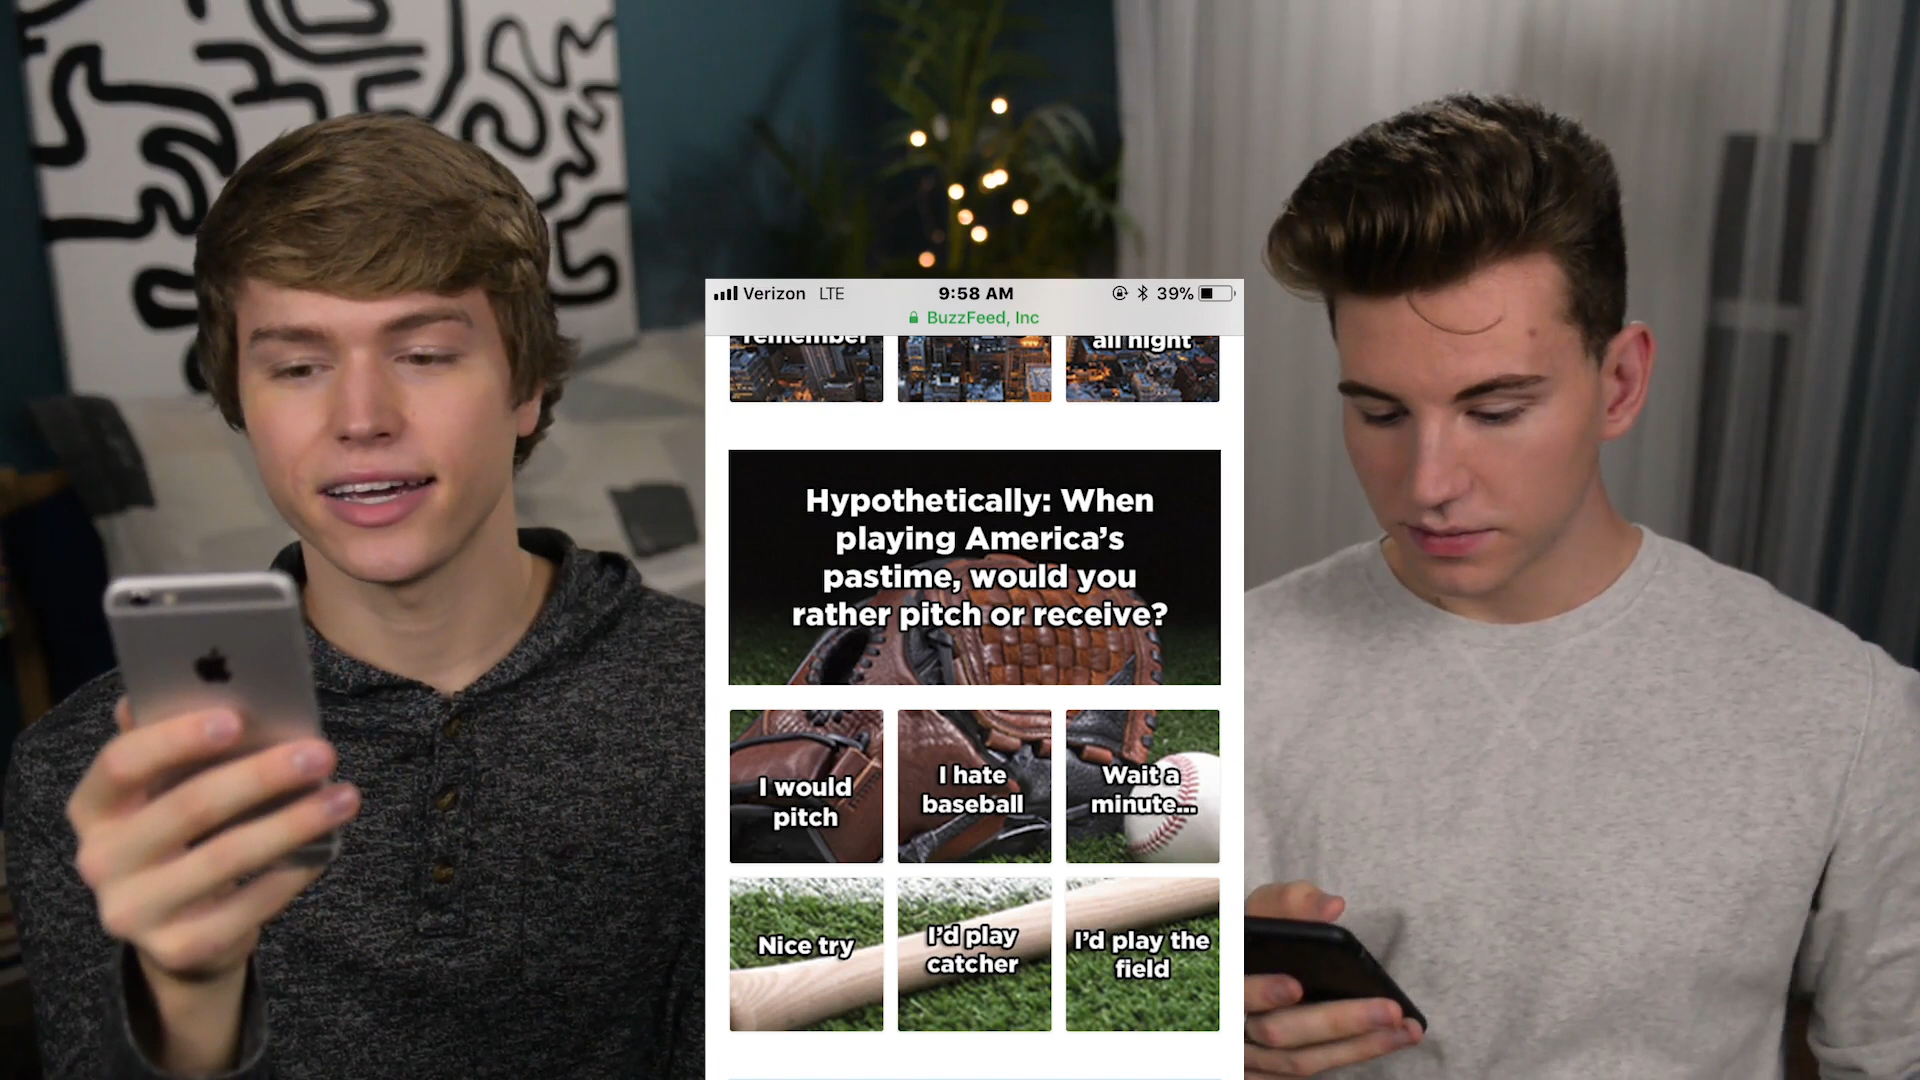 Verizon LTE 9:58 AM 39%
BuzzFeed, Inc
remember
all night
Hypothetically: When
playing America's
pastime, would you
rather pitch or receive?
I would
pitch
I hate
baseball
Wait a
minute...
Nice try
I'd play
catcher
I'd play the
field